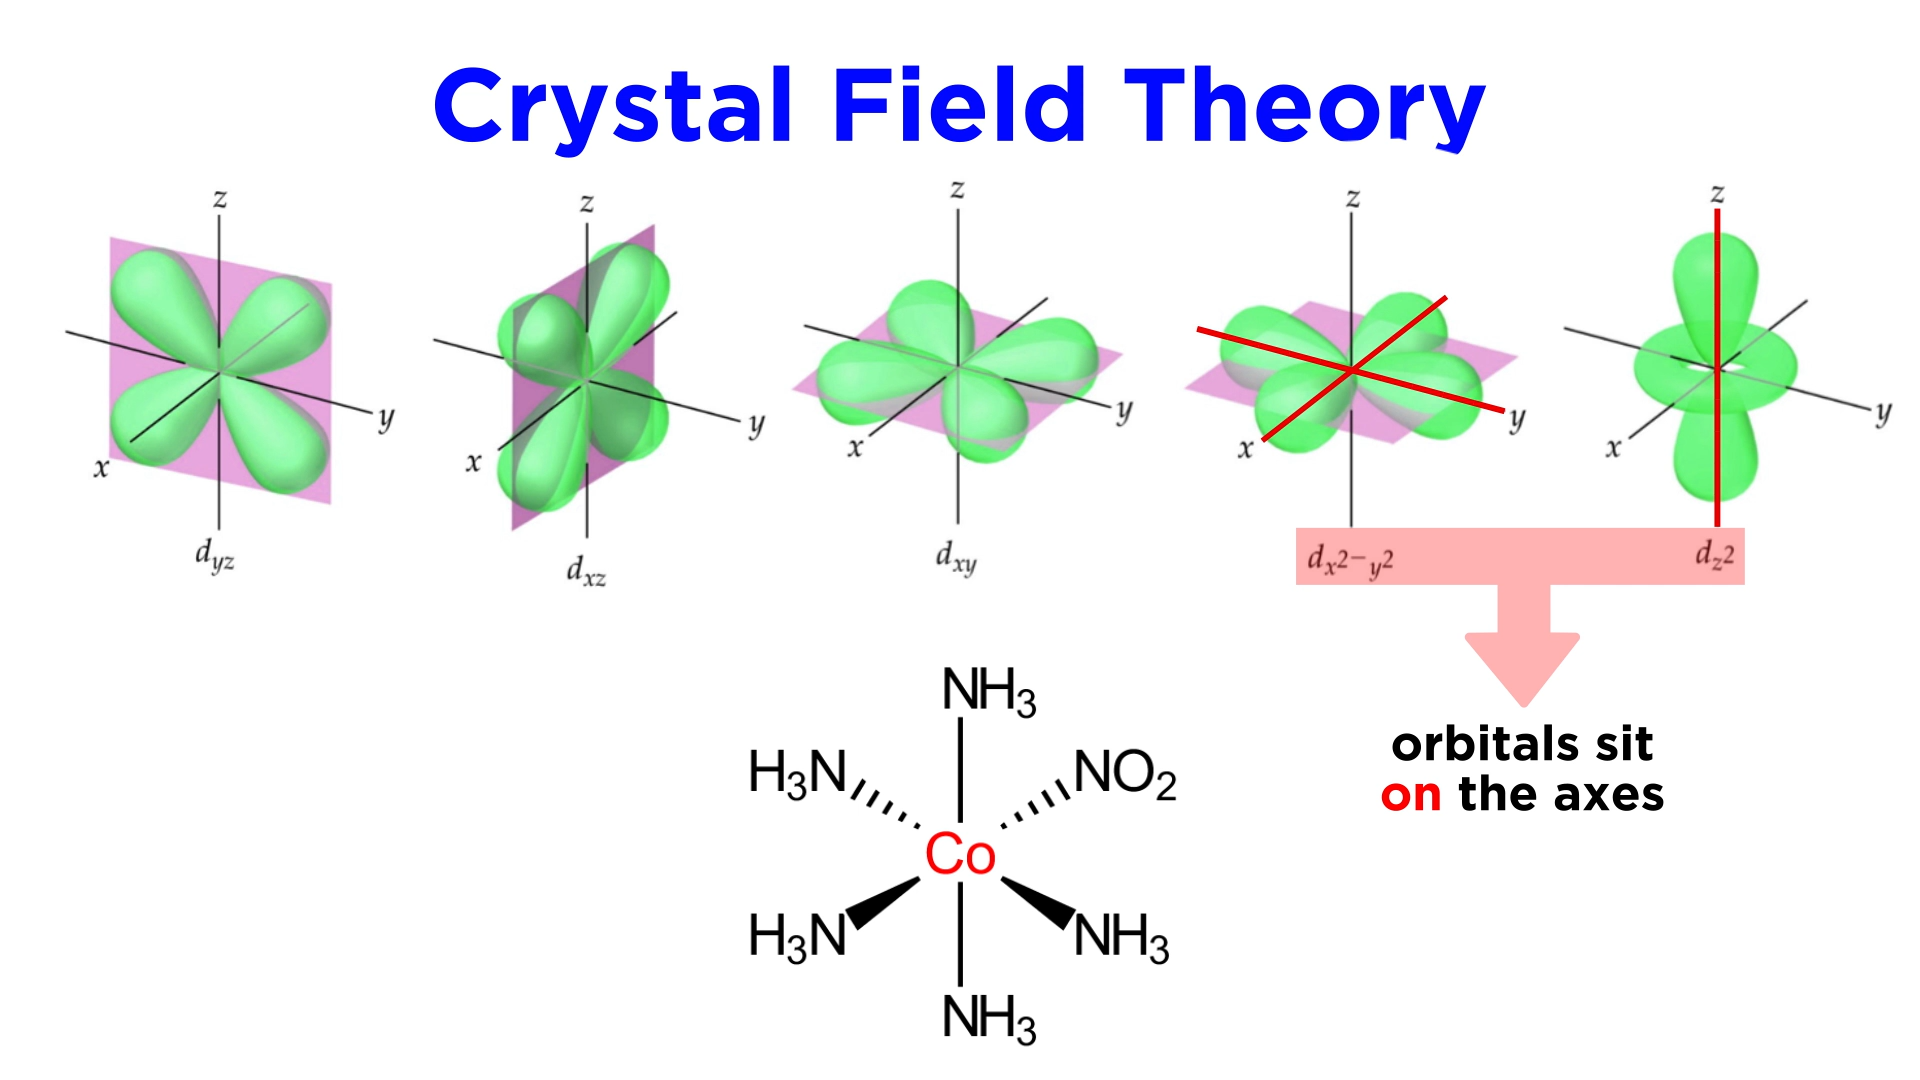 Crystal Field Theory
z
y
x
d_yz
z
y
x
d_xz
z
y
x
d_xy
z
y
x
d_x²−y²
z
y
x
d_z²
orbitals sit
on the axes
NH₃
H₃N
NO₂
Co
H₃N
NH₃
NH₃